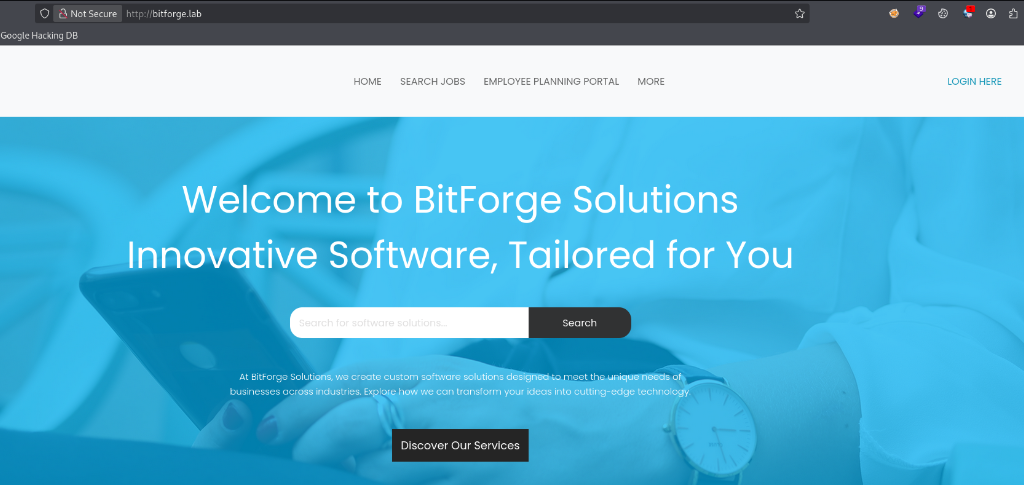 Not Secure http://bitforge.lab
9
Google Hacking DB
HOME SEARCH JOBS EMPLOYEE PLANNING PORTAL MORE LOGIN HERE
Welcome to BitForge Solutions
Innovative Software, Tailored for You
Search for software solutions... Search
At BitForge Solutions, we create custom software solutions designed to meet the unique needs of
businesses across industries. Explore how we can transform your ideas into cutting-edge technology.
Discover Our Services